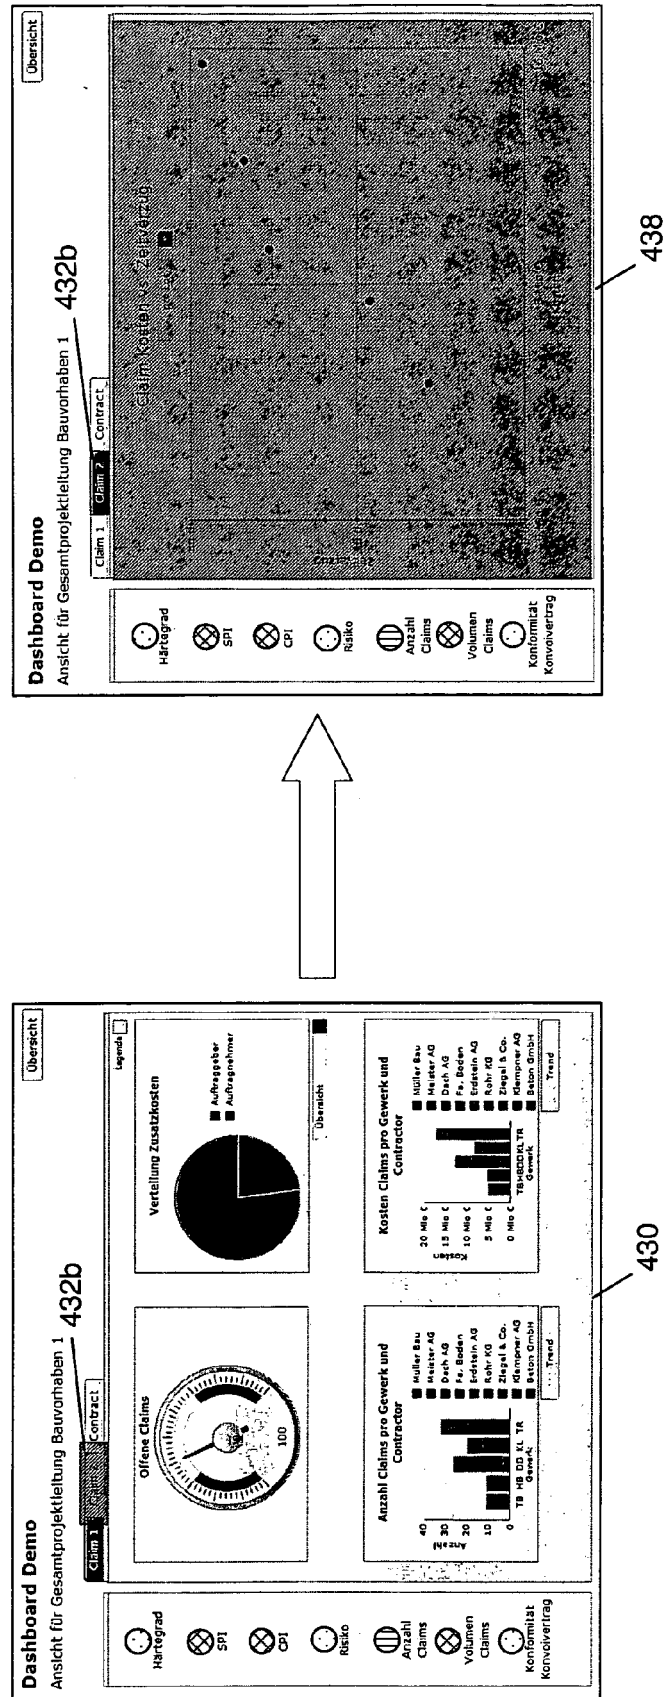 Dashboard Demo
Ansicht für Gesamtprojektleitung Bauvorhaben 1
Übersicht
432b
Claim 1
Claim 2
Contract
Legende
Härtegrad
SPI
CPI
Risiko
Anzahl
Claims
Volumen
Claims
Konformität
Konvoivertrag
Offene Claims
100
Verteilung Zusatzkosten
Auftraggeber
Auftragnehmer
Übersicht
Anzahl Claims pro Gewerk und
Contractor
40
30
20
10
0
Anzahl
TB HB DD KL TR
Gewerk
Müller Bau
Meister AG
Dach AG
Fa. Boden
Erdstein AG
Rohr KG
Ziegel & Co.
Klempner AG
Beton GmbH
Trend
Kosten Claims pro Gewerk und
Contractor
20 Mio €
15 Mio €
10 Mio €
5 Mio €
0 Mio €
Kosten
TBHBDDKL TR
Gewerk
Müller Bau
Meister AG
Dach AG
Fa. Boden
Erdstein AG
Rohr KG
Ziegel & Co.
Klempner AG
Beton GmbH
Trend
430
Dashboard Demo
Ansicht für Gesamtprojektleitung Bauvorhaben 1
Übersicht
432b
Claim 1
Claim 2
Contract
Härtegrad
SPI
CPI
Risiko
Anzahl
Claims
Volumen
Claims
Konformität
Konvoivertrag
Claim Kosten vs Zeitverzug
438